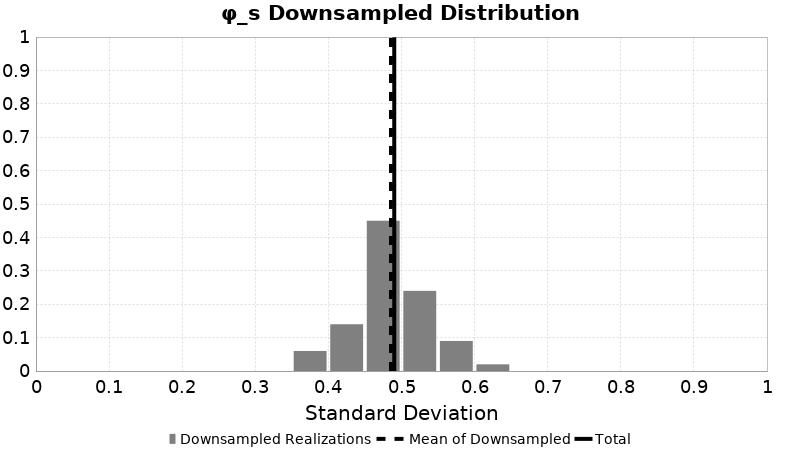 φ_s Downsampled Distribution
1
0.9
0.8
0.7
0.6
0.5
0.4
0.3
0.2
0.1
0
0 0.1 0.2 0.3 0.4 0.5 0.6 0.7 0.8 0.9 1
Standard Deviation
Downsampled Realizations Mean of Downsampled Total